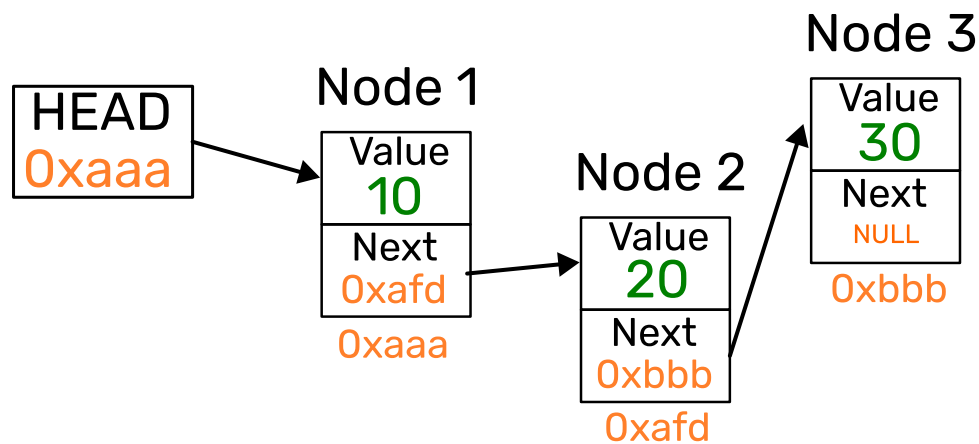 HEAD
0xaaa
Node 1
Value
10
Next
0xafd
0xaaa
Node 2
Value
20
Next
0xbbb
0xafd
Node 3
Value
30
Next
NULL
0xbbb